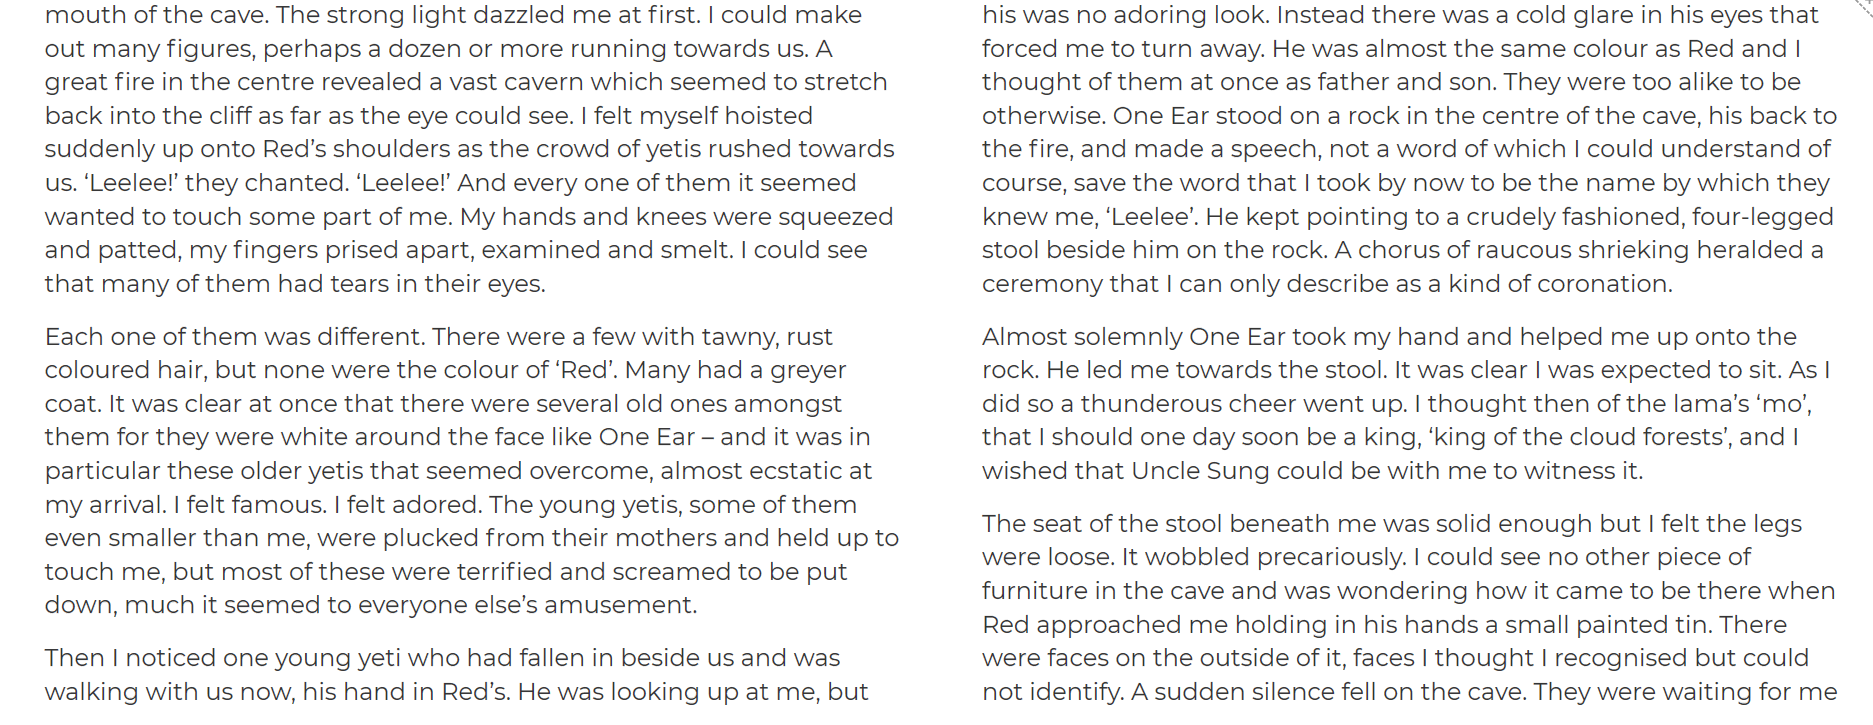 mouth of the cave. The strong light dazzled me at first. I could make
out many figures, perhaps a dozen or more running towards us. A
great fire in the centre revealed a vast cavern which seemed to stretch
back into the cliff as far as the eye could see. I felt myself hoisted
suddenly up onto Red’s shoulders as the crowd of yetis rushed towards
us. ‘Leelee!’ they chanted. ‘Leelee!’ And every one of them it seemed
wanted to touch some part of me. My hands and knees were squeezed
and patted, my fingers prised apart, examined and smelt. I could see
that many of them had tears in their eyes.
Each one of them was different. There were a few with tawny, rust
coloured hair, but none were the colour of ‘Red’. Many had a greyer
coat. It was clear at once that there were several old ones amongst
them for they were white around the face like One Ear – and it was in
particular these older yetis that seemed overcome, almost ecstatic at
my arrival. I felt famous. I felt adored. The young yetis, some of them
even smaller than me, were plucked from their mothers and held up to
touch me, but most of these were terrified and screamed to be put
down, much it seemed to everyone else’s amusement.
Then I noticed one young yeti who had fallen in beside us and was
walking with us now, his hand in Red’s. He was looking up at me, but
his was no adoring look. Instead there was a cold glare in his eyes that
forced me to turn away. He was almost the same colour as Red and I
thought of them at once as father and son. They were too alike to be
otherwise. One Ear stood on a rock in the centre of the cave, his back to
the fire, and made a speech, not a word of which I could understand of
course, save the word that I took by now to be the name by which they
knew me, ‘Leelee’. He kept pointing to a crudely fashioned, four-legged
stool beside him on the rock. A chorus of raucous shrieking heralded a
ceremony that I can only describe as a kind of coronation.
Almost solemnly One Ear took my hand and helped me up onto the
rock. He led me towards the stool. It was clear I was expected to sit. As I
did so a thunderous cheer went up. I thought then of the lama’s ‘mo’,
that I should one day soon be a king, ‘king of the cloud forests’, and I
wished that Uncle Sung could be with me to witness it.
The seat of the stool beneath me was solid enough but I felt the legs
were loose. It wobbled precariously. I could see no other piece of
furniture in the cave and was wondering how it came to be there when
Red approached me holding in his hands a small painted tin. There
were faces on the outside of it, faces I thought I recognised but could
not identify. A sudden silence fell on the cave. They were waiting for me